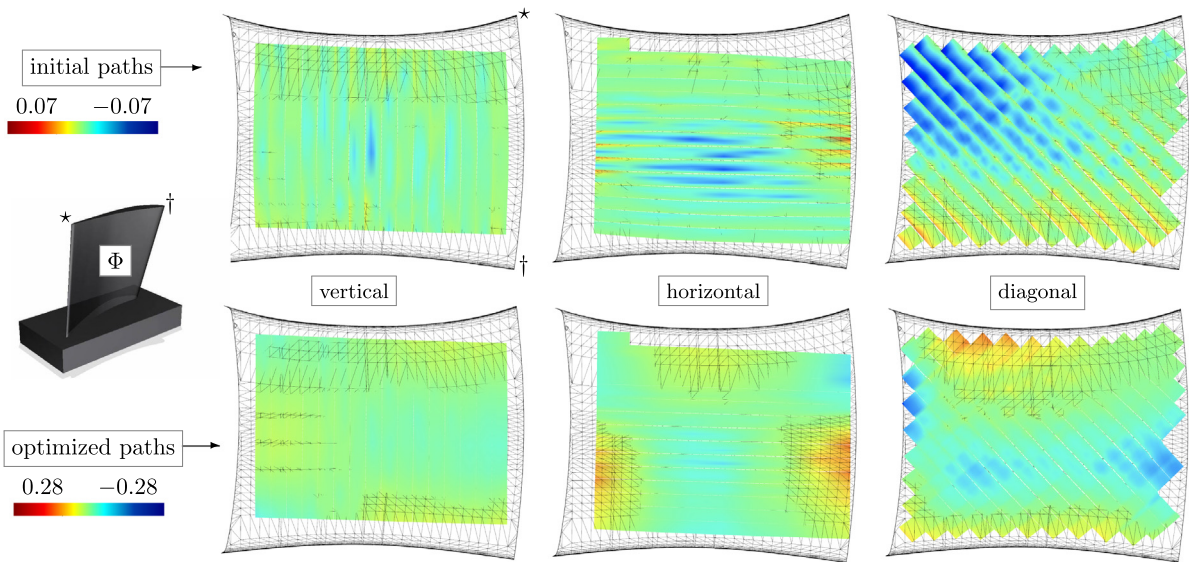 ⋆
initial paths
0.07 −0.07
⋆
†
Φ
†
vertical
horizontal
diagonal
optimized paths
0.28 −0.28